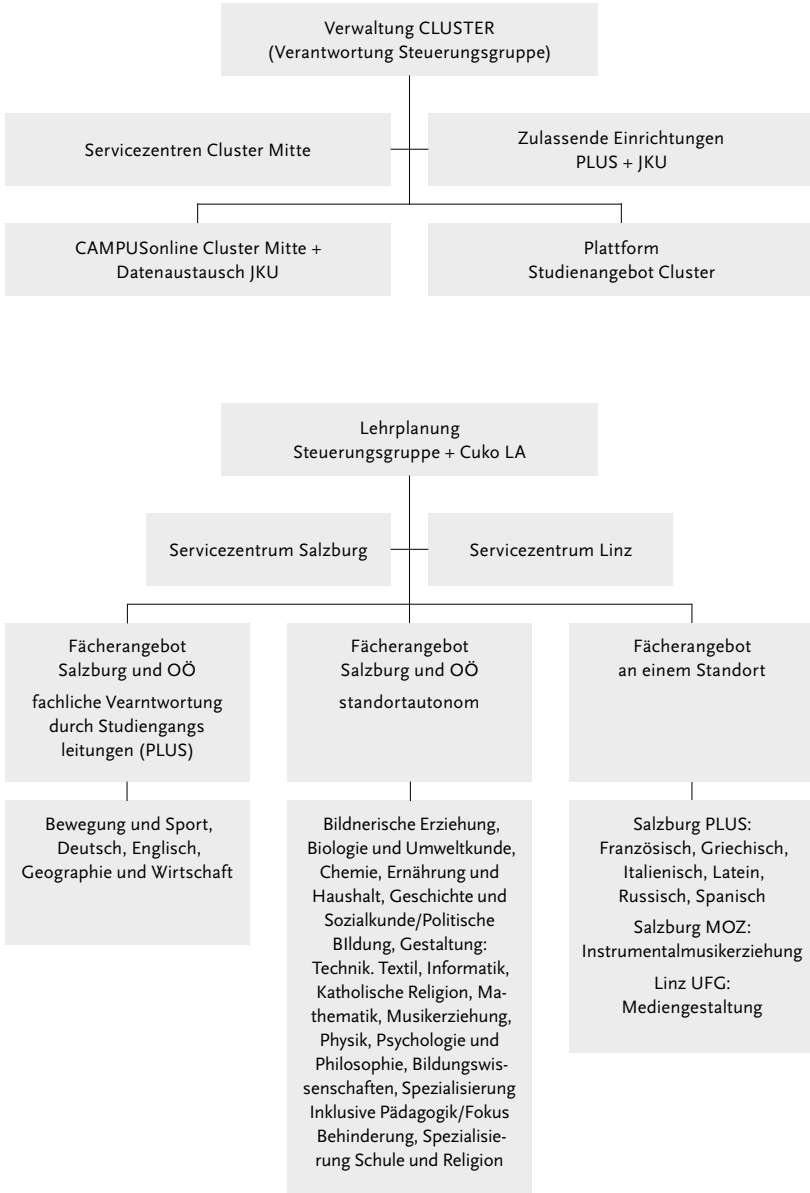 Verwaltung CLUSTER
(Verantwortung Steuerungsgruppe)
Servicezentren Cluster Mitte
Zulassende Einrichtungen
PLUS + JKU
CAMPUSonline Cluster Mitte +
Datenaustausch JKU
Plattform
Studienangebot Cluster
Lehrplanung
Steuerungsgruppe + Cuko LA
Servicezentrum Salzburg
Servicezentrum Linz
Fächerangebot
Salzburg und OÖ
fachliche Vearntwortung
durch Studiengangs
leitungen (PLUS)
Fächerangebot
Salzburg und OÖ
standortautonom
Fächerangebot
an einem Standort
Bewegung und Sport,
Deutsch, Englisch,
Geographie und Wirtschaft
Bildnerische Erziehung,
Biologie und Umweltkunde,
Chemie, Ernährung und
Haushalt, Geschichte und
Sozialkunde/Politische
BIldung, Gestaltung:
Technik. Textil, Informatik,
Katholische Religion, Ma-
thematik, Musikerziehung,
Physik, Psychologie und
Philosophie, Bildungswis-
senschaften, Spezialisierung
Inklusive Pädagogik/Fokus
Behinderung, Spezialisie-
rung Schule und Religion
Salzburg PLUS:
Französisch, Griechisch,
Italienisch, Latein,
Russisch, Spanisch
Salzburg MOZ:
Instrumentalmusikerziehung
Linz UFG:
Mediengestaltung